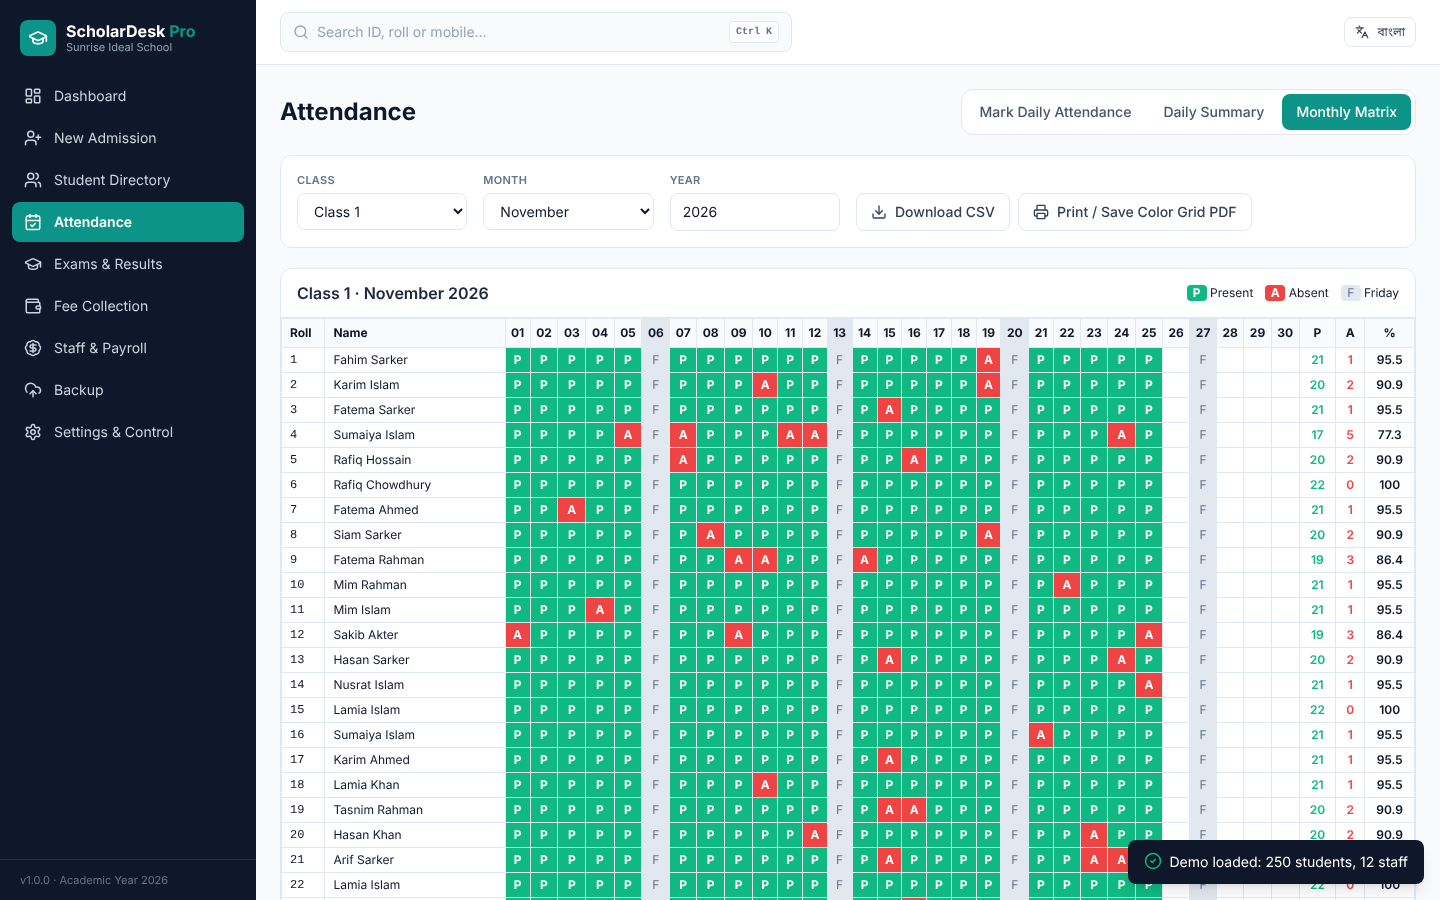 ScholarDesk Pro
Sunrise Ideal School
Dashboard
New Admission
Student Directory
Attendance
Exams & Results
Fee Collection
Staff & Payroll
Backup
Settings & Control
v1.0.0 · Academic Year 2026
Search ID, roll or mobile... Ctrl K
বাংলা
Attendance
Mark Daily Attendance Daily Summary Monthly Matrix
CLASS MONTH YEAR
Class 1 November 2026 Download CSV Print / Save Color Grid PDF
Class 1 · November 2026 P Present A Absent F Friday
Roll Name 01 02 03 04 05 06 07 08 09 10 11 12 13 14 15 16 17 18 19 20 21 22 23 24 25 26 27 28 29 30 P A %
1 Fahim Sarker P P P P P F P P P P P P F P P P P P A F P P P P P F 21 1 95.5
2 Karim Islam P P P P P F P P P A P P F P P P P P A F P P P P P F 20 2 90.9
3 Fatema Sarker P P P P P F P P P P P P F P A P P P P F P P P P P F 21 1 95.5
4 Sumaiya Islam P P P P A F A P P P A A F P P P P P P F P P P A P F 17 5 77.3
5 Rafiq Hossain P P P P P F A P P P P P F P P A P P P F P P P P P F 20 2 90.9
6 Rafiq Chowdhury P P P P P F P P P P P P F P P P P P P F P P P P P F 22 0 100
7 Fatema Ahmed P P A P P F P P P P P P F P P P P P P F P P P P P F 21 1 95.5
8 Siam Sarker P P P P P F P A P P P P F P P P P P A F P P P P P F 20 2 90.9
9 Fatema Rahman P P P P P F P P A A P P F A P P P P P F P P P P P F 19 3 86.4
10 Mim Rahman P P P P P F P P P P P P F P P P P P P F P A P P P F 21 1 95.5
11 Mim Islam P P P A P F P P P P P P F P P P P P P F P P P P P F 21 1 95.5
12 Sakib Akter A P P P P F P P A P P P F P P P P P P F P P P P A F 19 3 86.4
13 Hasan Sarker P P P P P F P P P P P P F P A P P P P F P P P A P F 20 2 90.9
14 Nusrat Islam P P P P P F P P P P P P F P P P P P P F P P P P A F 21 1 95.5
15 Lamia Islam P P P P P F P P P P P P F P P P P P P F P P P P P F 22 0 100
16 Sumaiya Islam P P P P P F P P P P P P F P P P P P P F A P P P P F 21 1 95.5
17 Karim Ahmed P P P P P F P P P P P P F P A P P P P F P P P P P F 21 1 95.5
18 Lamia Khan P P P P P F P P P A P P F P P P P P P F P P P P P F 21 1 95.5
19 Tasnim Rahman P P P P P F P P P P P P F P A A P P P F P P P P P F 20 2 90.9
20 Hasan Khan P P P P P F P P P P P A F P P P P P P F P P A P P F 20 2 90.9
21 Arif Sarker P P P P P F P P P P P P F P A P P P P F P P A A
22 Lamia Islam P P P P P F P P P P P P F P P P P P P F P P P P P F 22 0 100
Demo loaded: 250 students, 12 staff